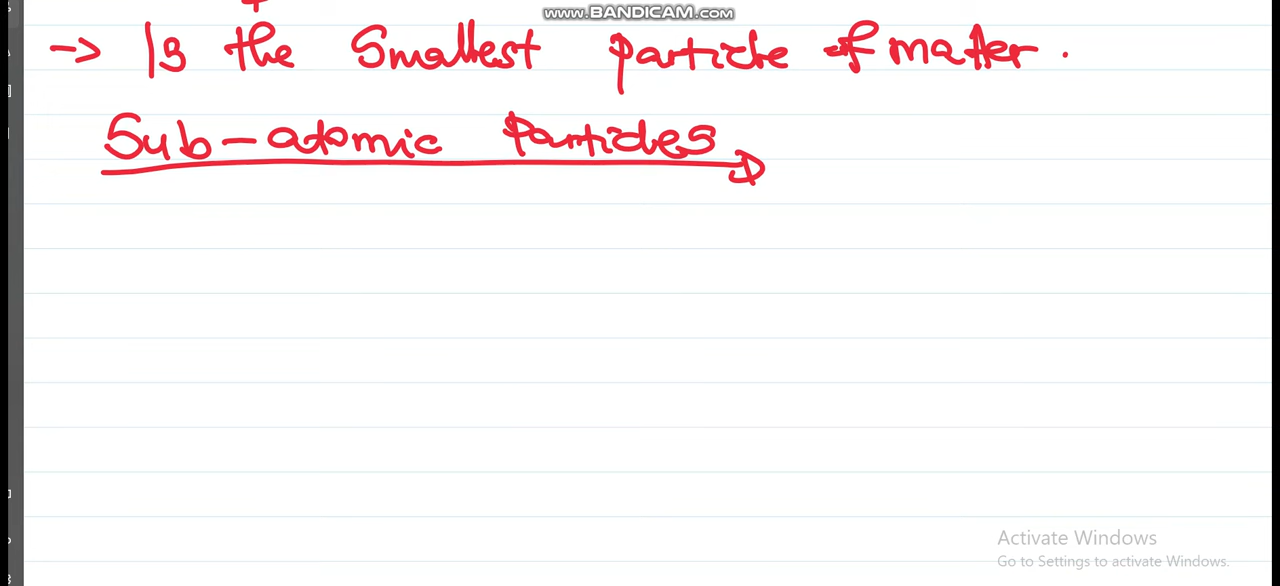 www.BANDICAM.com
→ Is the Smallest particle of matter.
Sub-atomic Particles
Activate Windows
Go to Settings to activate Windows.